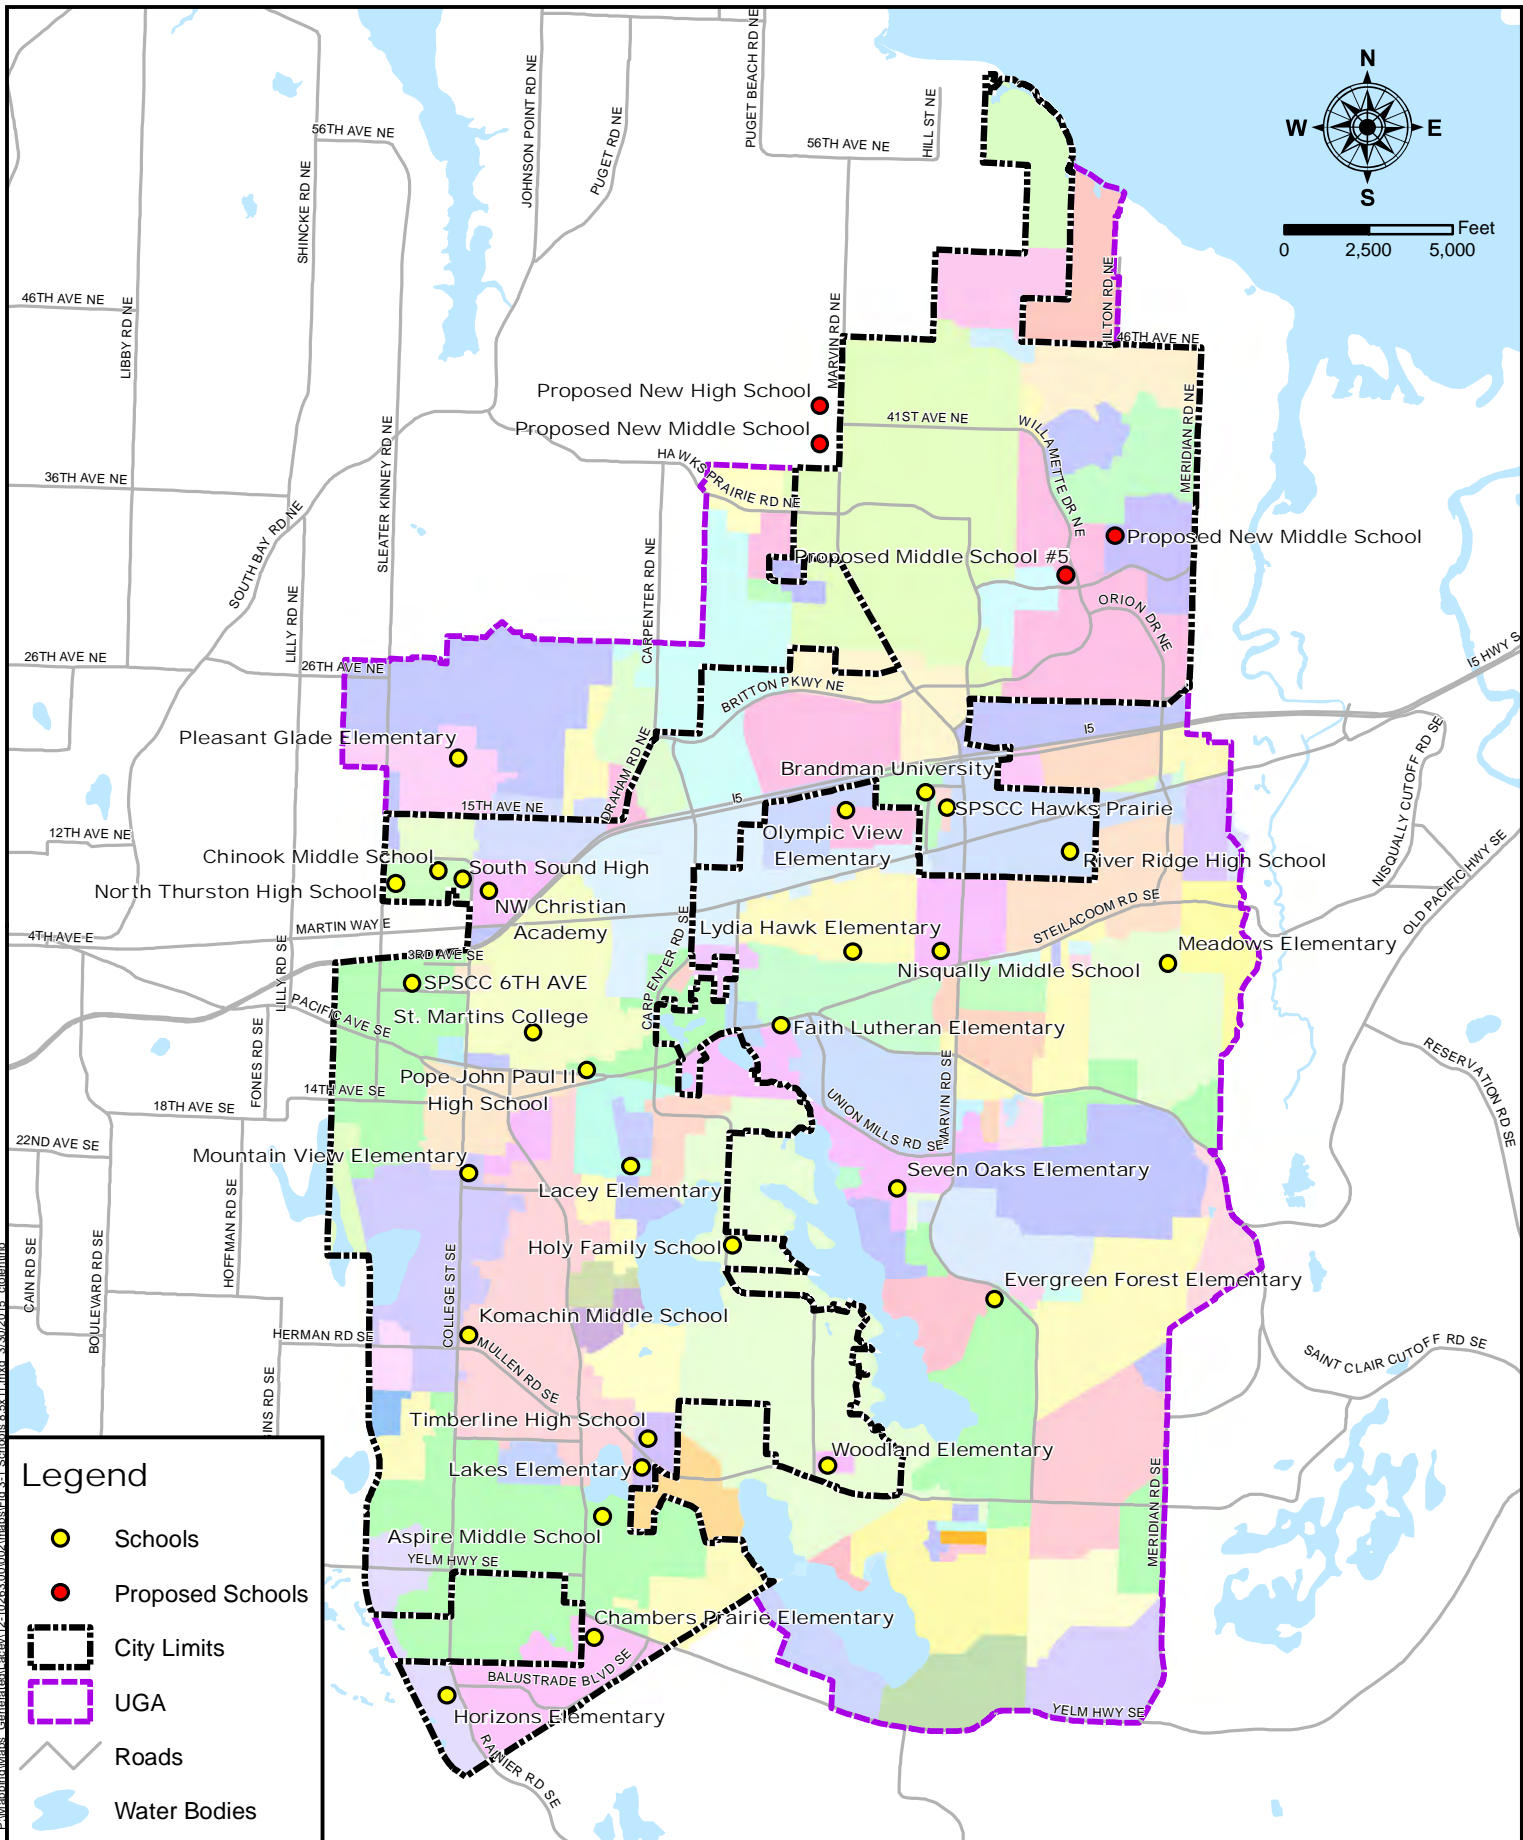 N
W
E
S
Feet
0
2,500
5,000
PUGET BEACH RD NE
JOHNSON POINT RD NE
PUGET RD NE
HILL ST NE
56TH AVE NE
56TH AVE NE
SHINCKE RD NE
46TH AVE NE
LIBBY RD NE
MARVIN RD NE
HILTON RD NE
46TH AVE NE
Proposed New High School
Proposed New Middle School
41ST AVE NE
WILLAMETTE DR NE
MERIDIAN RD NE
SLEATER KINNEY RD NE
HAWKS PRAIRIE RD NE
36TH AVE NE
SOUTH BAY RD NE
CARPENTER RD NE
Proposed New Middle School
Proposed Middle School #5
ORION DR NE
LILLY RD NE
26TH AVE NE
26TH AVE NE
I5 HWY S
BRITTON PKWY NE
Pleasant Glade Elementary
DRAHAM RD NE
I5
I5
NISQUALLY CUTOFF RD SE
Brandman University
15TH AVE NE
SPSCC Hawks Prairie
12TH AVE NE
Olympic View
Elementary
OLD PACIFIC HWY SE
Chinook Middle School
South Sound High
River Ridge High School
North Thurston High School
NW Christian
Academy
MARTIN WAY E
4TH AVE E
STEILACOOM RD SE
Lydia Hawk Elementary
Meadows Elementary
Nisqually Middle School
3RD AVE SE
LILLY RD SE
CARPENTER RD SE
SPSCC 6TH AVE
PACIFIC AVE SE
St. Martins College
Faith Lutheran Elementary
FONES RD SE
Pope John Paul II
High School
14TH AVE SE
18TH AVE SE
UNION MILLS RD SE
MARVIN RD SE
RESERVATION RD SE
22ND AVE SE
Mountain View Elementary
Seven Oaks Elementary
Lacey Elementary
HOFFMAN RD SE
CAIN RD SE
BOULEVARD RD SE
Holy Family School
COLLEGE ST SE
Evergreen Forest Elementary
Komachin Middle School
HERMAN RD SE
MULLEN RD SE
SAINT CLAIR CUTOFF RD SE
INS RD SE
Timberline High School
Woodland Elementary
Lakes Elementary
MERIDIAN RD SE
Aspire Middle School
YELM HWY SE
Chambers Prairie Elementary
BALUSTRADE BLVD SE
Horizons Elementary
YELM HWY SE
RAINIER RD SE
Legend
Schools
Proposed Schools
City Limits
UGA
Roads
Water Bodies